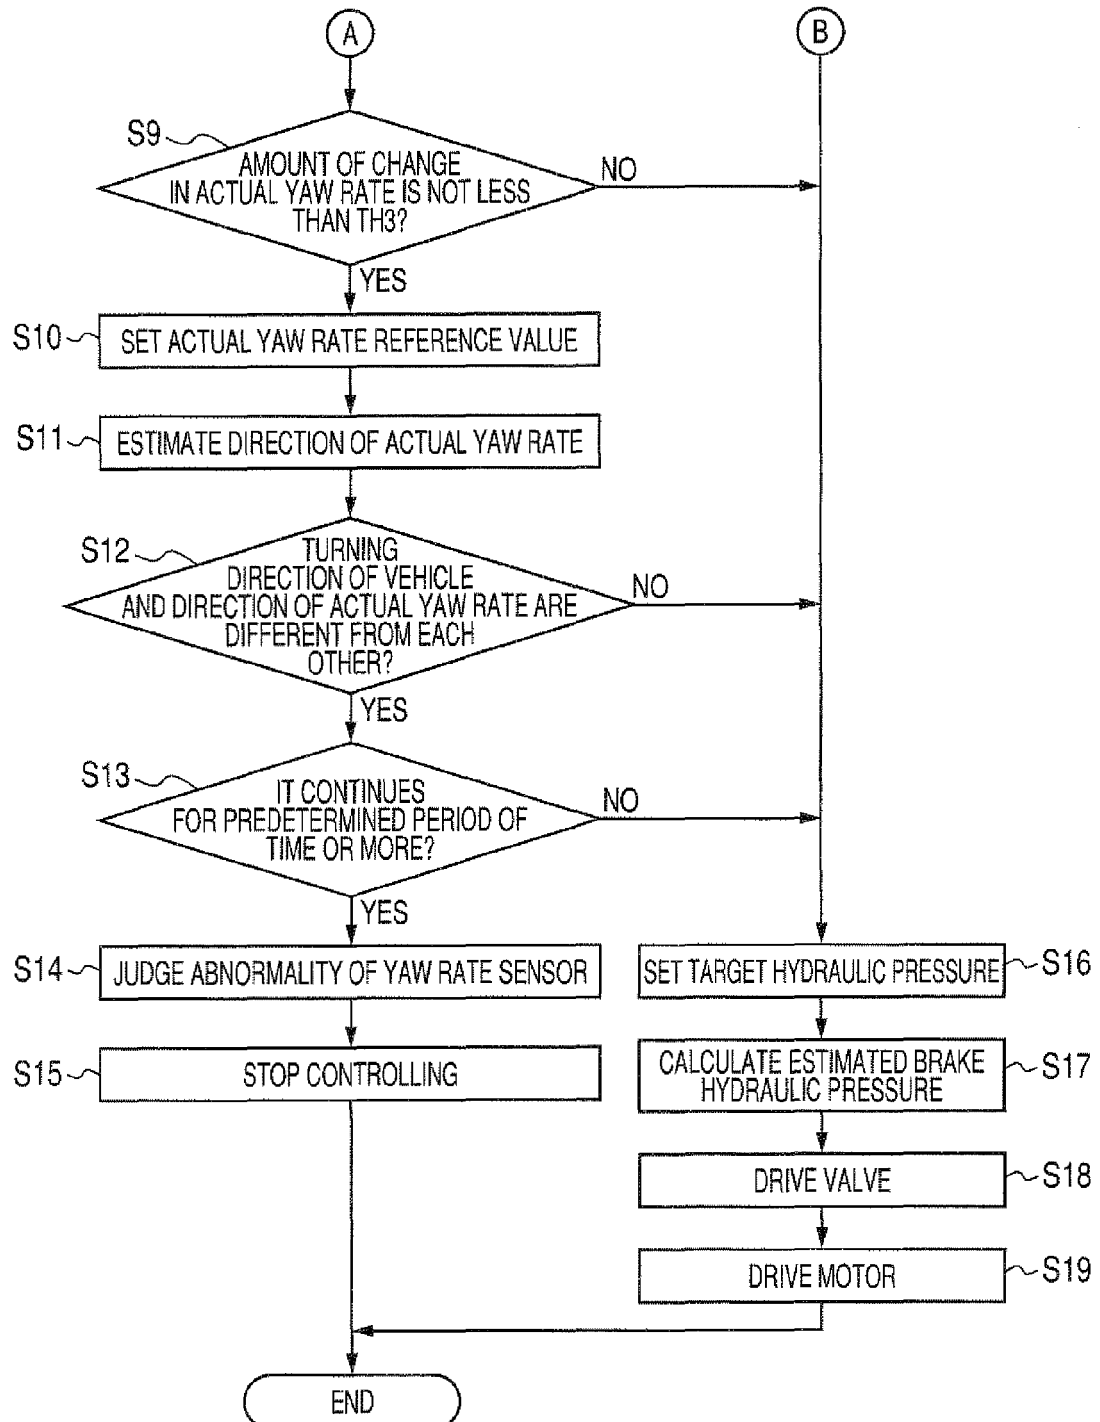 A
B
S9
AMOUNT OF CHANGE
IN ACTUAL YAW RATE IS NOT LESS
THAN TH3?
NO
YES
S10
SET ACTUAL YAW RATE REFERENCE VALUE
S11
ESTIMATE DIRECTION OF ACTUAL YAW RATE
S12
TURNING
DIRECTION OF VEHICLE
AND DIRECTION OF ACTUAL YAW RATE ARE
DIFFERENT FROM EACH
OTHER?
NO
YES
S13
IT CONTINUES
FOR PREDETERMINED PERIOD OF
TIME OR MORE?
NO
YES
S14
JUDGE ABNORMALITY OF YAW RATE SENSOR
S15
STOP CONTROLLING
SET TARGET HYDRAULIC PRESSURE
S16
CALCULATE ESTIMATED BRAKE
HYDRAULIC PRESSURE
S17
DRIVE VALVE
S18
DRIVE MOTOR
S19
END